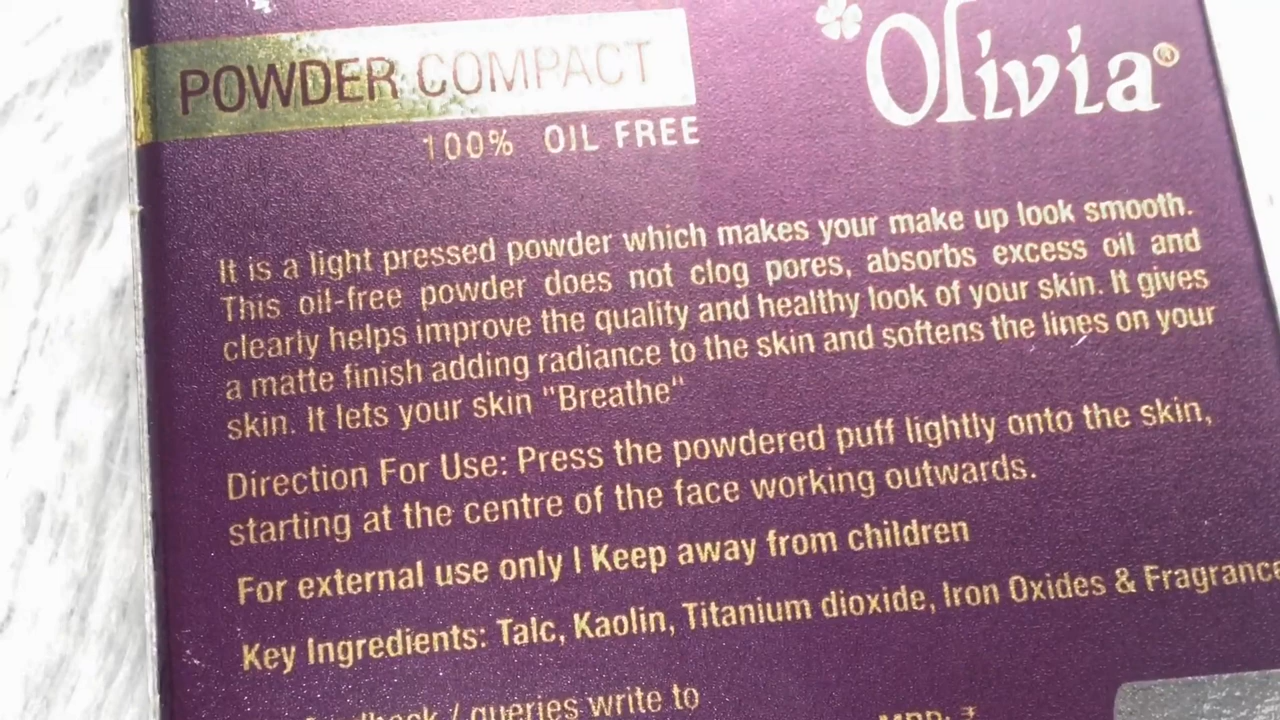 POWDER COMPACT
Olivia®
100% OIL FREE
It is a light pressed powder which makes your make up look smooth.
This oil-free powder does not clog pores, absorbs excess oil and
clearly helps improve the quality and healthy look of your skin. It gives
a matte finish adding radiance to the skin and softens the lines on your
skin. It lets your skin "Breathe"
Direction For Use: Press the powdered puff lightly onto the skin,
starting at the centre of the face working outwards.
For external use only | Keep away from children
Key Ingredients: Talc, Kaolin, Titanium dioxide, Iron Oxides & Fragrance
/ queries write to
MRP: ₹